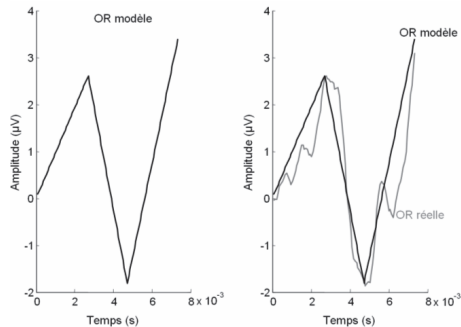 OR modèle
Amplitude (µV)
4
3
2
1
0
-1
-2
0 2 4 6 8 x 10⁻³
Temps (s)
OR modèle
Amplitude (µV)
4
3
2
1
0
-1
-2
OR réelle
0 2 4 6 8 x 10⁻³
Temps (s)